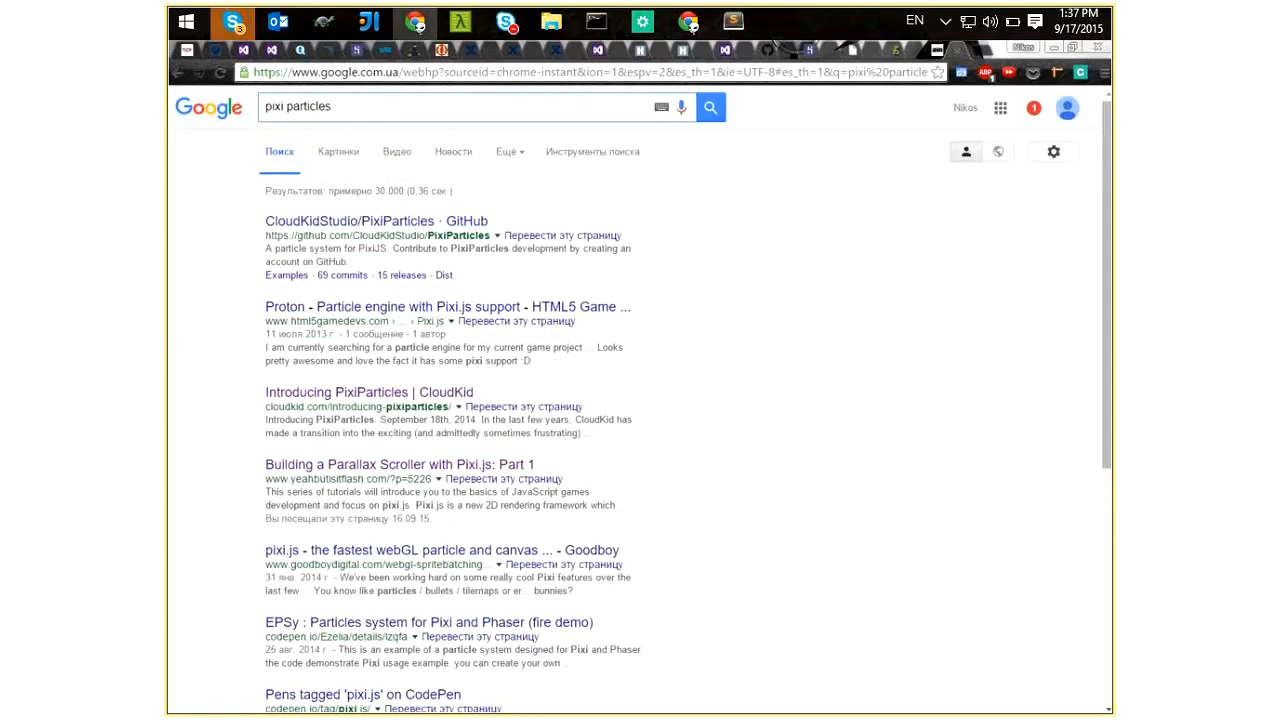 3
EN
1:37 PM
9/17/2015
Nikos
https://www.google.com.ua/webhp?sourceid=chrome-instant&ion=1&espv=2&es_th=1&ie=UTF-8#es_th=1&q=pixi%20particle
Google
pixi particles
Nikos
1
Поиск
Картинки
Видео
Новости
Ещё
Инструменты поиска
Результатов: примерно 30 000 (0,36 сек.)
CloudKidStudio/PixiParticles · GitHub
https://github.com/CloudKidStudio/PixiParticles Перевести эту страницу
A particle system for PixiJS. Contribute to PixiParticles development by creating an
account on GitHub.
Examples · 69 commits · 15 releases · Dist
Proton - Particle engine with Pixi.js support - HTML5 Game ...
www.html5gamedevs.com › ... › Pixi.js Перевести эту страницу
11 июля 2013 г. - 1 сообщение - 1 автор
I am currently searching for a particle engine for my current game project ... Looks
pretty awesome and love the fact it has some pixi support :D.
Introducing PixiParticles | CloudKid
cloudkid.com/introducing-pixiparticles/ Перевести эту страницу
Introducing PixiParticles. September 18th, 2014. In the last few years, CloudKid has
made a transition into the exciting (and admittedly sometimes frustrating) ...
Building a Parallax Scroller with Pixi.js: Part 1
www.yeahbutisitflash.com/?p=5226 Перевести эту страницу
This series of tutorials will introduce you to the basics of JavaScript games
development and focus on pixi.js. Pixi.js is a new 2D rendering framework which ...
Вы посещали эту страницу 16.09.15.
pixi.js - the fastest webGL particle and canvas ... - Goodboy
www.goodboydigital.com/webgl-spritebatching... Перевести эту страницу
31 янв. 2014 г. - We've been working hard on some really cool Pixi features over the
last few ... You know like particles / bullets / tilemaps or er... bunnies?
EPSy : Particles system for Pixi and Phaser (fire demo)
codepen.io/Ezelia/details/lzqfa Перевести эту страницу
25 авг. 2014 г. - This is an example of a particle system designed for Pixi and Phaser.
the code demonstrate Pixi usage example. you can create your own ...
Pens tagged 'pixi.js' on CodePen
codepen.io/tag/pixi.js/ Перевести эту страницу